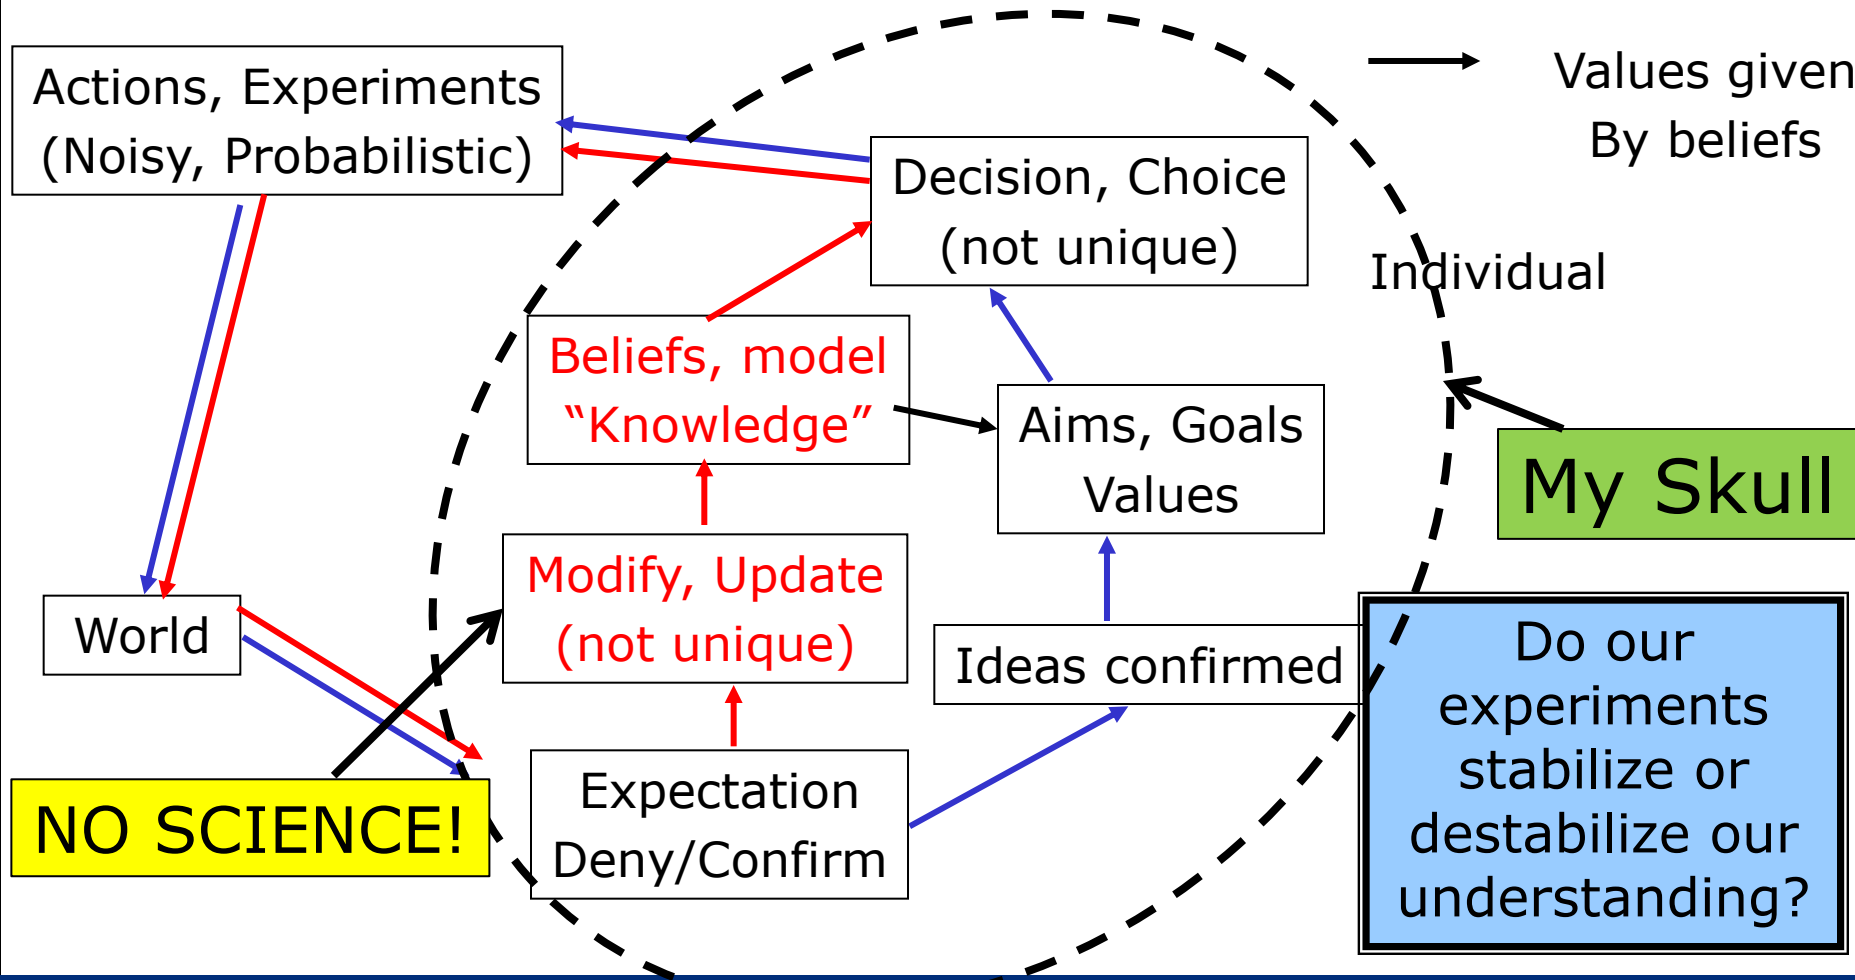 Actions, Experiments
(Noisy, Probabilistic)
Values given
By beliefs
Decision, Choice
(not unique)
Individual
Beliefs, model
“Knowledge”
Aims, Goals
Values
My Skull
Modify, Update
(not unique)
World
Ideas confirmed
Do our
experiments
stabilize or
destabilize our
understanding?
NO SCIENCE!
Expectation
Deny/Confirm